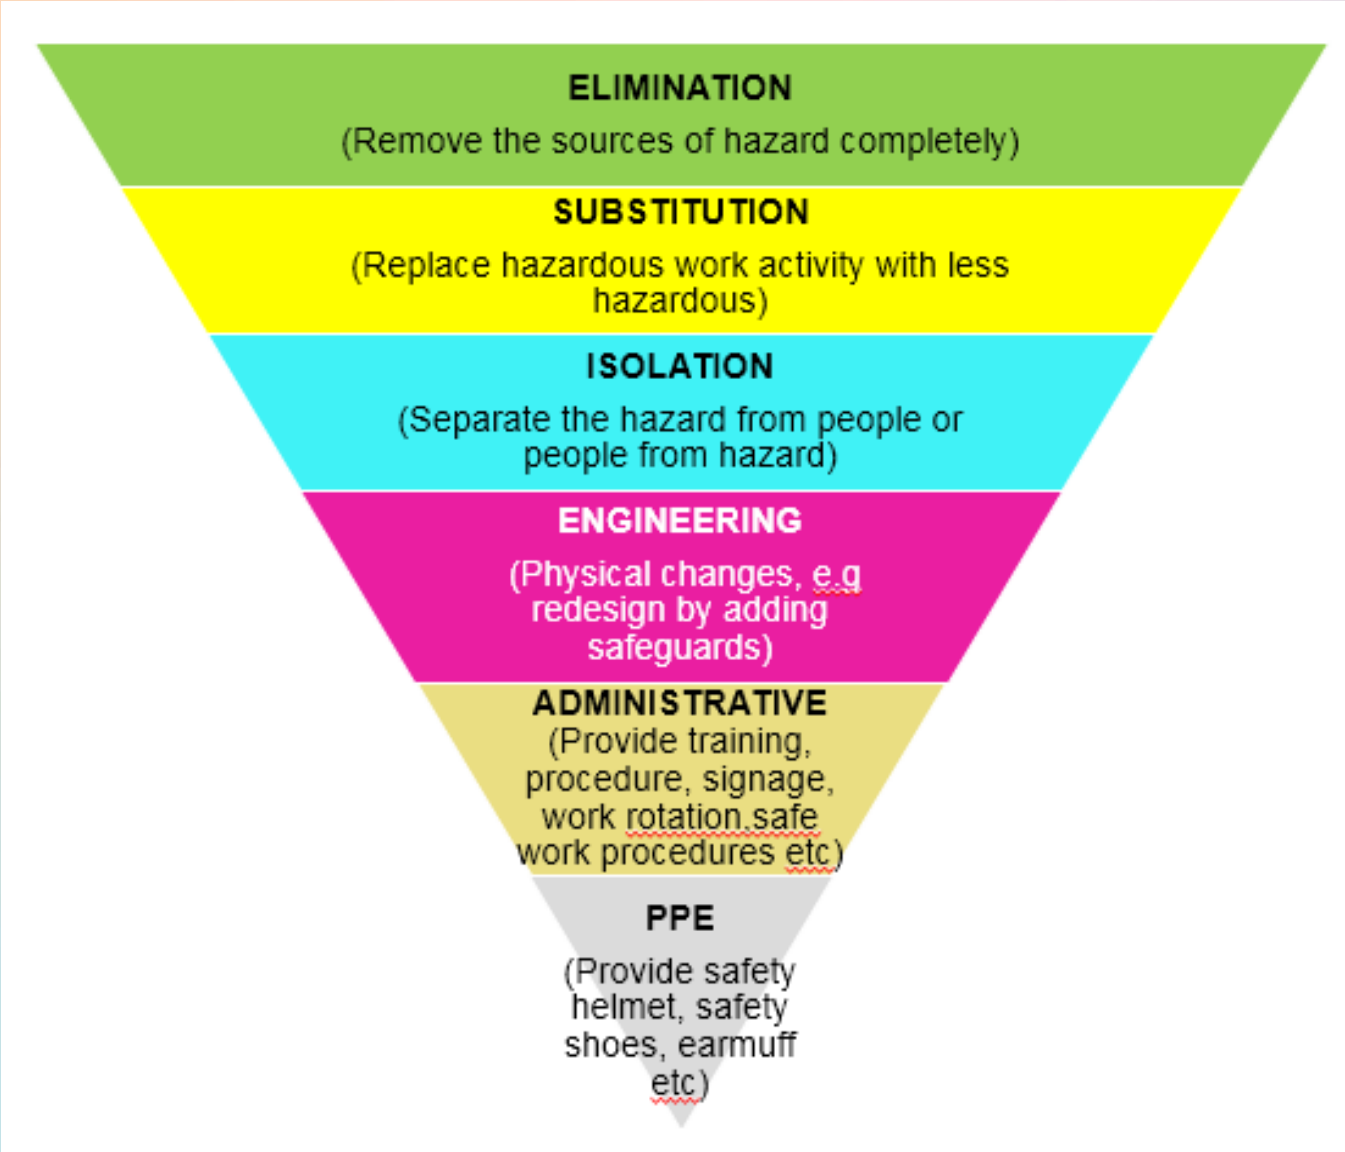 ELIMINATION
(Remove the sources of hazard completely)
SUBSTITUTION
(Replace hazardous work activity with less
hazardous)
ISOLATION
(Separate the hazard from people or
people from hazard)
ENGINEERING
(Physical changes, e.g
redesign by adding
safeguards)
ADMINISTRATIVE
(Provide training,
procedure, signage,
work rotation,safe
work procedures etc)
PPE
(Provide safety
helmet, safety
shoes, earmuff
etc)